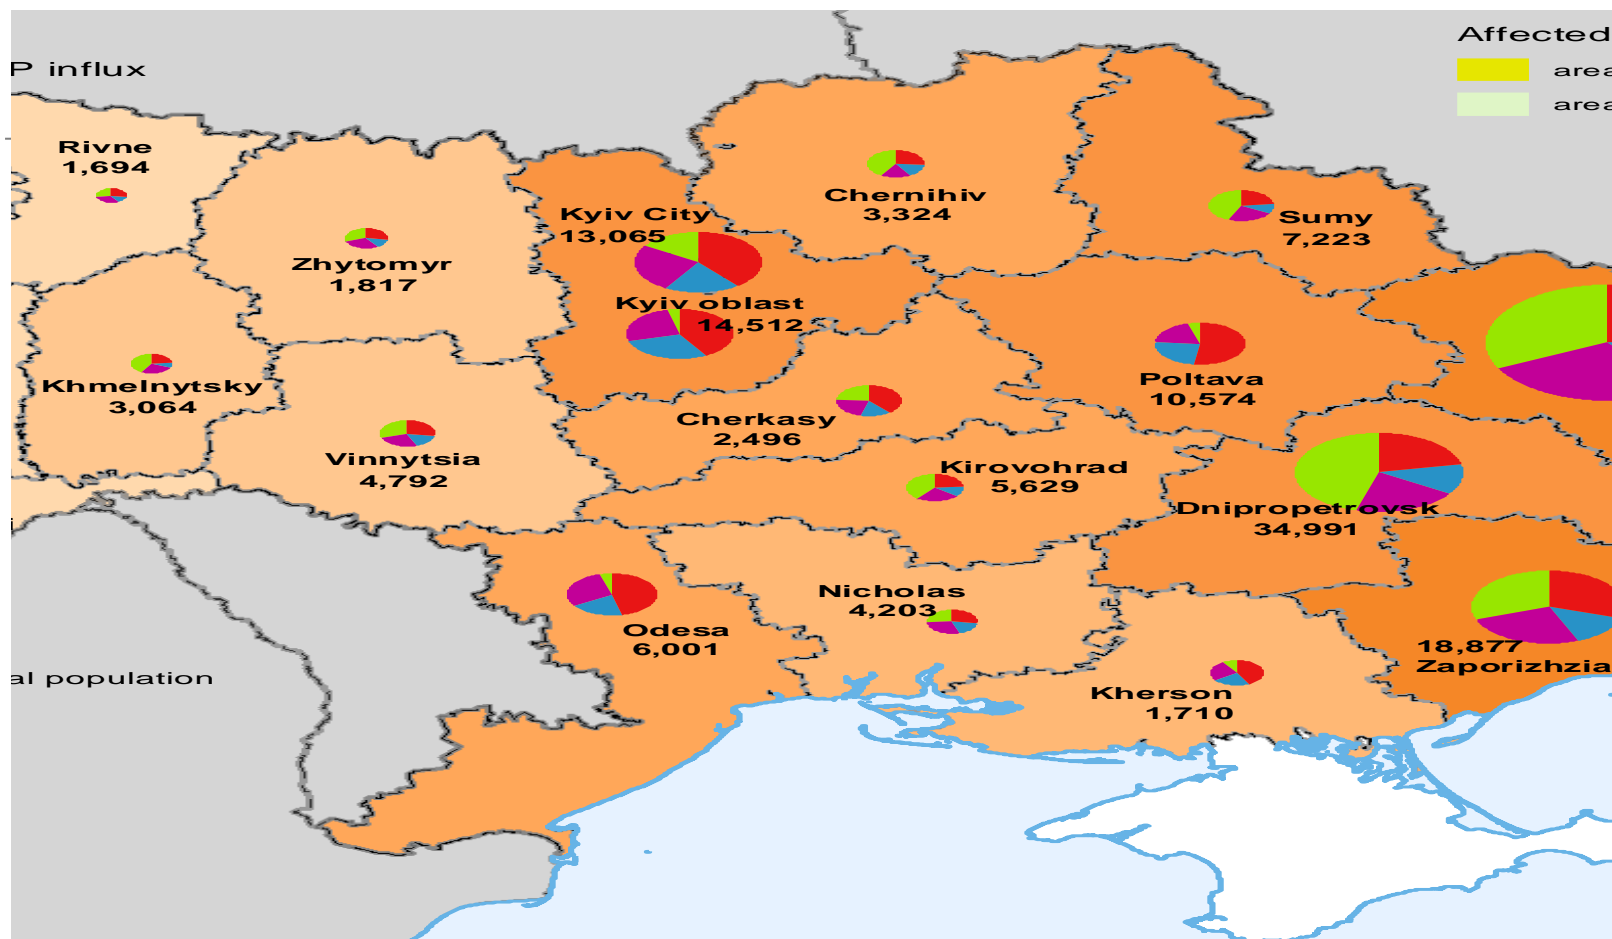 Affected
P influx
area
area
Rivne
1,694
Chernihiv
3,324
Kyiv City
13,065
Sumy
7,223
Zhytomyr
1,817
Kyiv oblast
14,512
Khmelnytsky
3,064
Poltava
10,574
Cherkasy
2,496
Vinnytsia
4,792
Kirovohrad
5,629
Dnipropetrovsk
34,991
Nicholas
4,203
Odesa
6,001
18,877
Zaporizhzhia
al population
Kherson
1,710